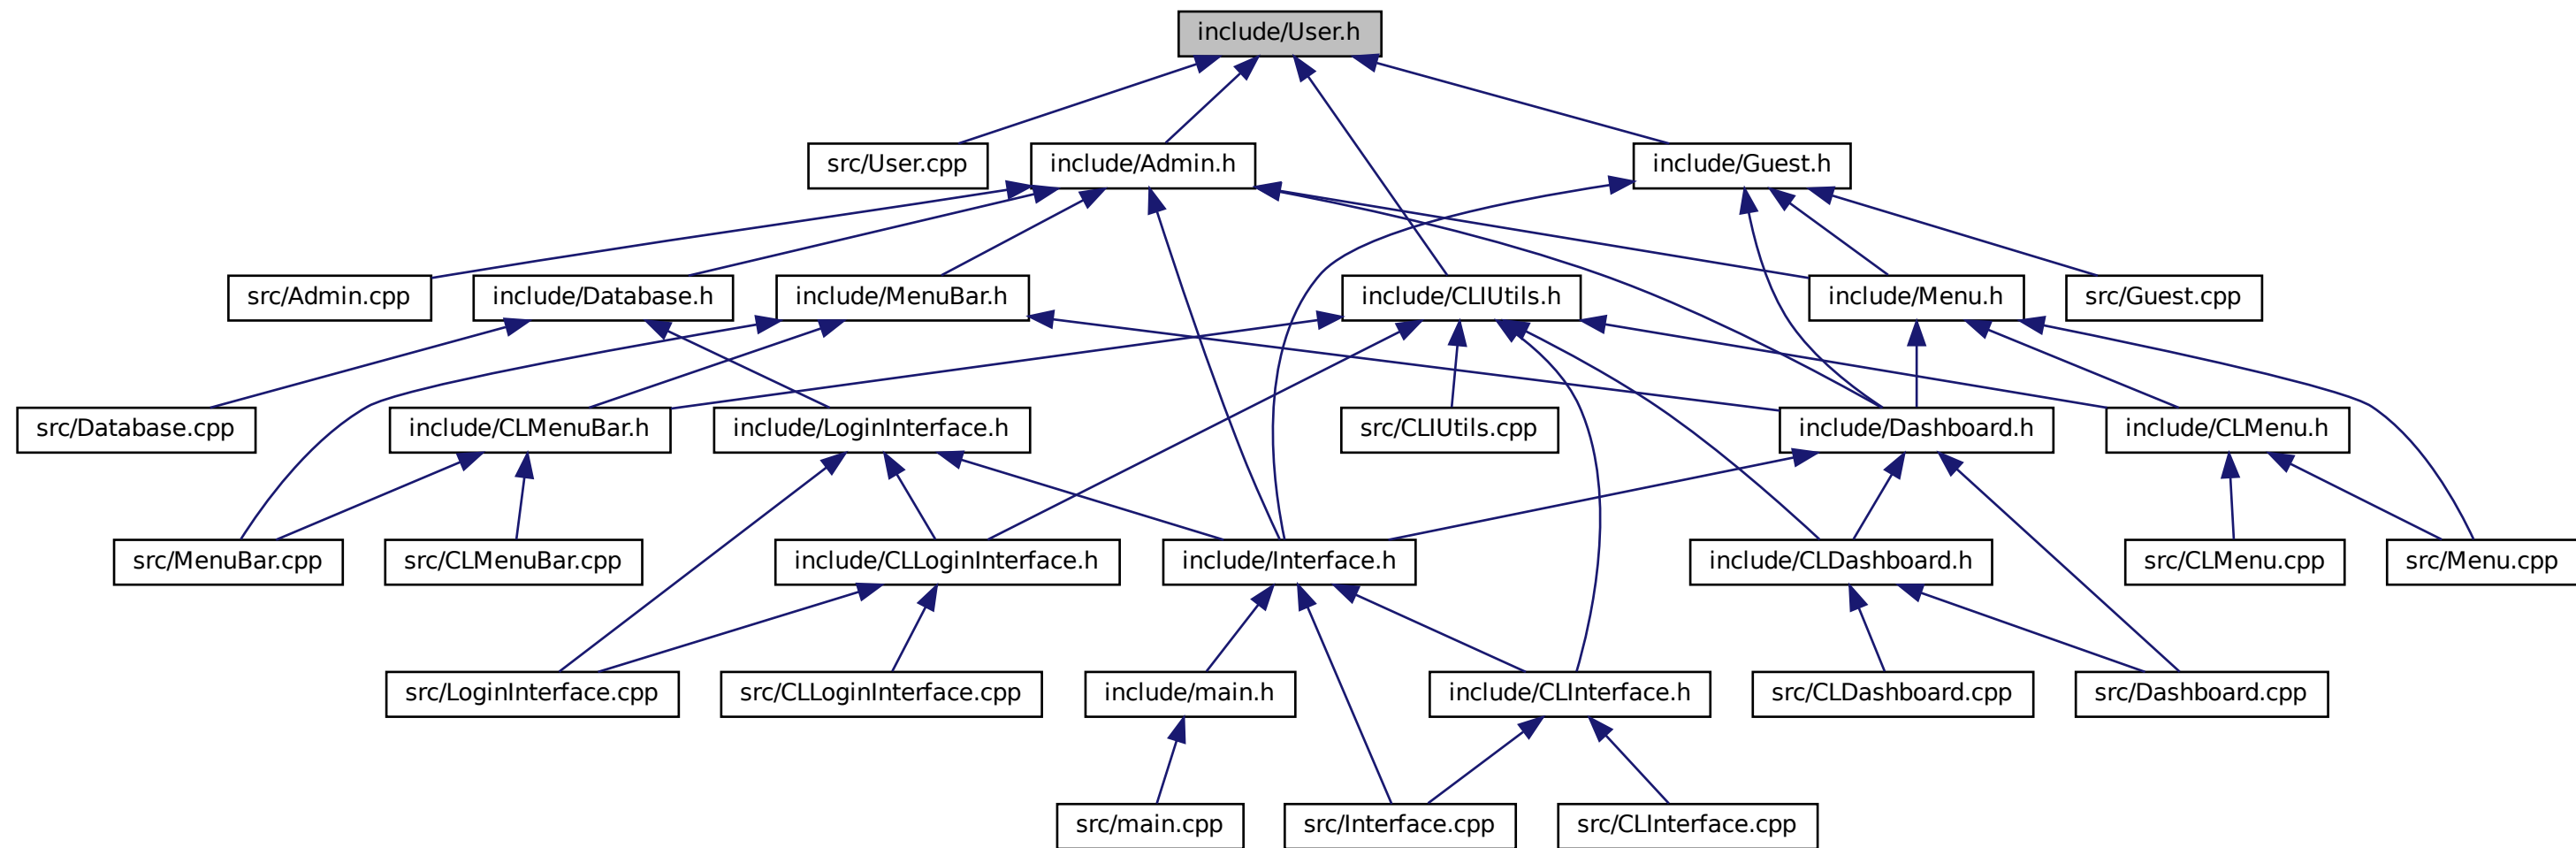 include/User.h
src/User.cpp
include/Admin.h
include/Guest.h
src/Admin.cpp
include/Database.h
include/MenuBar.h
include/CLIUtils.h
include/Menu.h
src/Guest.cpp
src/Database.cpp
include/CLMenuBar.h
include/LoginInterface.h
src/CLIUtils.cpp
include/Dashboard.h
include/CLMenu.h
src/MenuBar.cpp
src/CLMenuBar.cpp
include/CLLoginInterface.h
include/Interface.h
include/CLDashboard.h
src/CLMenu.cpp
src/Menu.cpp
src/LoginInterface.cpp
src/CLLoginInterface.cpp
include/main.h
include/CLInterface.h
src/CLDashboard.cpp
src/Dashboard.cpp
src/main.cpp
src/Interface.cpp
src/CLInterface.cpp